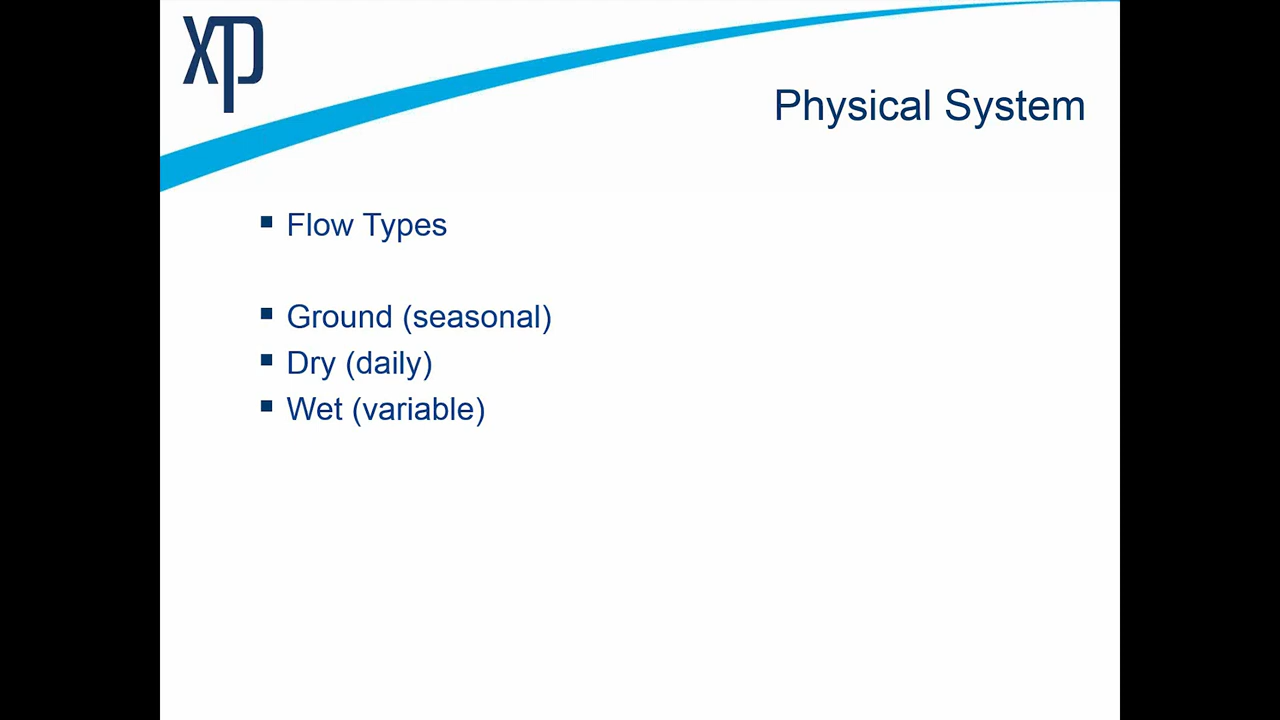 xp
Physical System
Flow Types
Ground (seasonal)
Dry (daily)
Wet (variable)